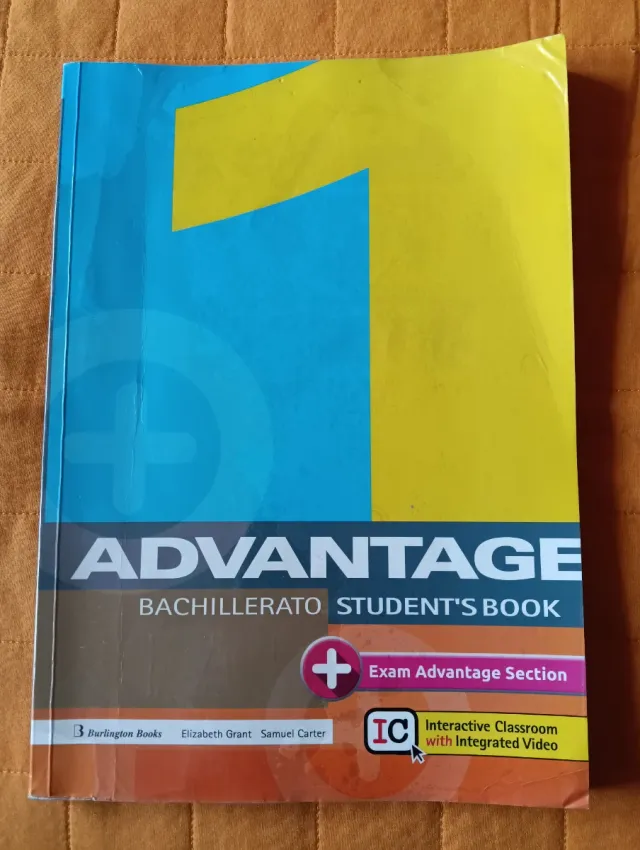 1
ADVANTAGE
BACHILLERATO STUDENT'S BOOK
+ Exam Advantage Section
B Burlington Books Elizabeth Grant Samuel Carter
IC Interactive Classroom
with Integrated Video